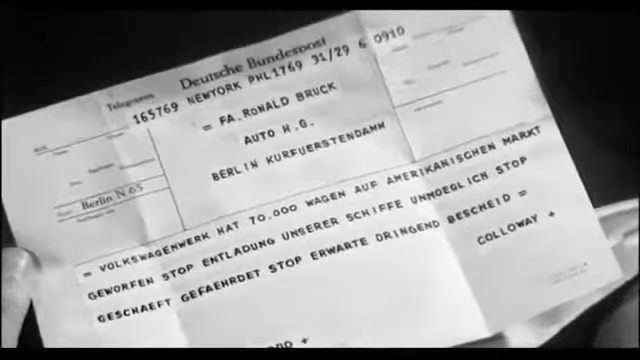 Deutsche Bundespost
Telegramm
165769 NEWYORK PHL1769 31/29 6 0910
= FA.RONALD BRUCK
AUTO H.G.
BERLIN KURFUERSTENDAMM
Berlin N 65
= VOLKSWAGENWERK HAT 70.000 WAGEN AUF AMERIKANISCHEN MARKT
GEWORFEN STOP ENTLADUNG UNSERER SCHIFFE UNMOEGLICH STOP
GESCHAEFT GEFAEHRDET STOP ERWARTE DRINGEND BESCHEID =
COLLOWAY +